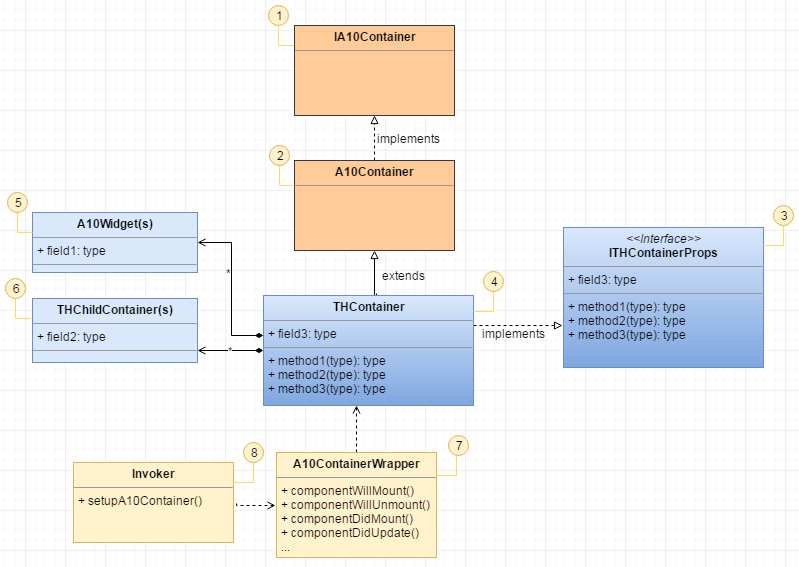 1
IA10Container
implements
2
A10Container
extends
5
A10Widget(s)
+ field1: type
*
6
THChildContainer(s)
+ field2: type
*
4
THContainer
+ field3: type
+ method1(type): type
+ method2(type): type
+ method3(type): type
implements
3
<<Interface>>
ITHContainerProps
+ field3: type
+ method1(type): type
+ method2(type): type
+ method3(type): type
8
Invoker
+ setupA10Container()
7
A10ContainerWrapper
+ componentWillMount()
+ componentWillUnmount()
+ componentDidMount()
+ componentDidUpdate()
...